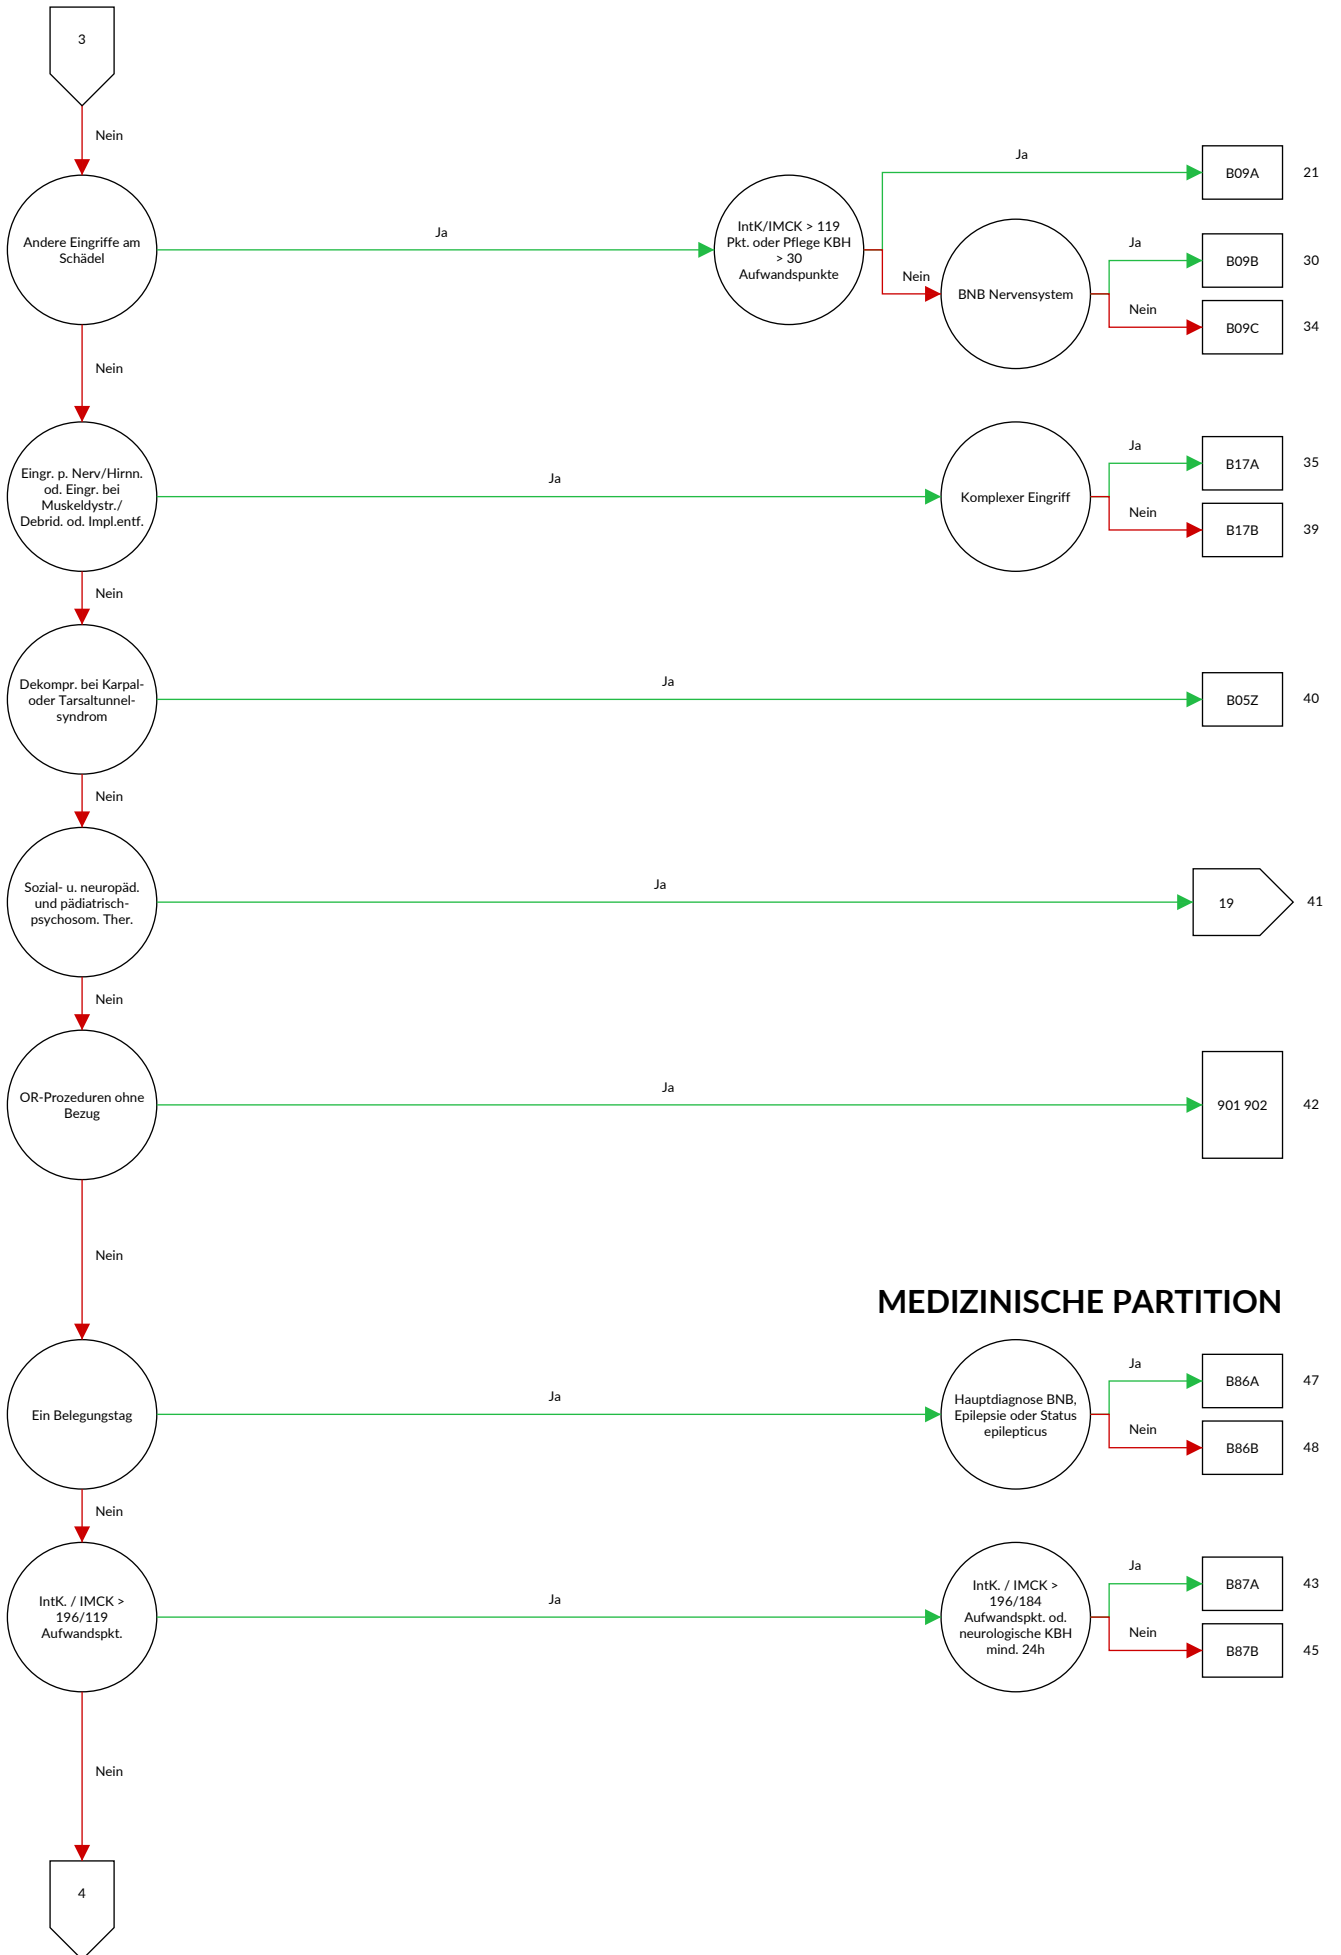 3
Nein
Ja
B09A
21
Andere Eingriffe am
Schädel
Ja
IntK/IMCK > 119
Pkt. oder Pflege KBH
> 30
Aufwandspunkte
Nein
BNB Nervensystem
Ja
B09B
30
Nein
B09C
34
Nein
Eingr. p. Nerv/Hirnn.
od. Eingr. bei
Muskeldystr./
Debrid. od. Impl.entf.
Ja
Komplexer Eingriff
Ja
B17A
35
Nein
B17B
39
Nein
Dekompr. bei Karpal-
oder Tarsaltunnel-
syndrom
Ja
B05Z
40
Nein
Sozial- u. neuropäd.
und pädiatrisch-
psychosom. Ther.
Ja
19
41
Nein
OR-Prozeduren ohne
Bezug
Ja
901 902
42
Nein
MEDIZINISCHE PARTITION
Ein Belegungstag
Ja
Hauptdiagnose BNB,
Epilepsie oder Status
epilepticus
Ja
B86A
47
Nein
B86B
48
Nein
IntK. / IMCK >
196/119
Aufwandspkt.
Ja
IntK. / IMCK >
196/184
Aufwandspkt. od.
neurologische KBH
mind. 24h
Ja
B87A
43
Nein
B87B
45
Nein
4